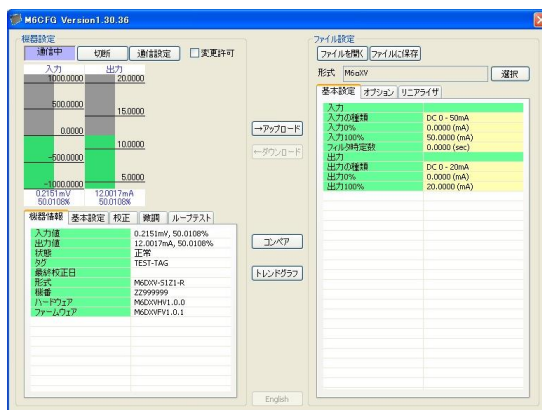 M6CFG Version1.30.36
機器設定
通信中 切断 通信設定 変更許可
入力 出力
1000.0000 20.0000
500.0000 15.0000
0.0000 10.0000
-500.0000 5.0000
-1000.0000
0.2151mV 12.0017mA
50.0108% 50.0108%
機器情報 基本設定 校正 微調 ループテスト
入力値 0.2151mV, 50.0108%
出力値 12.0017mA, 50.0108%
状態 正常
タグ TEST-TAG
最終校正日
形式 M6DXV-S1Z1-R
機番 ZZ999999
ハードウェア M6DXVHV1.0.0
ファームウェア M6DXVFV1.0.1
→アップロード
←ダウンロード
コンペア
トレンドグラフ
English
ファイル設定
ファイルを開く ファイルに保存
形式 M6αXV 選択
基本設定 オプション リニアライザ
入力
入力の種類 DC 0 - 50mA
入力0% 0.0000 (mA)
入力100% 50.0000 (mA)
フィルタ時定数 0.0000 (sec)
出力
出力の種類 DC 0 - 20mA
出力0% 0.0000 (mA)
出力100% 20.0000 (mA)